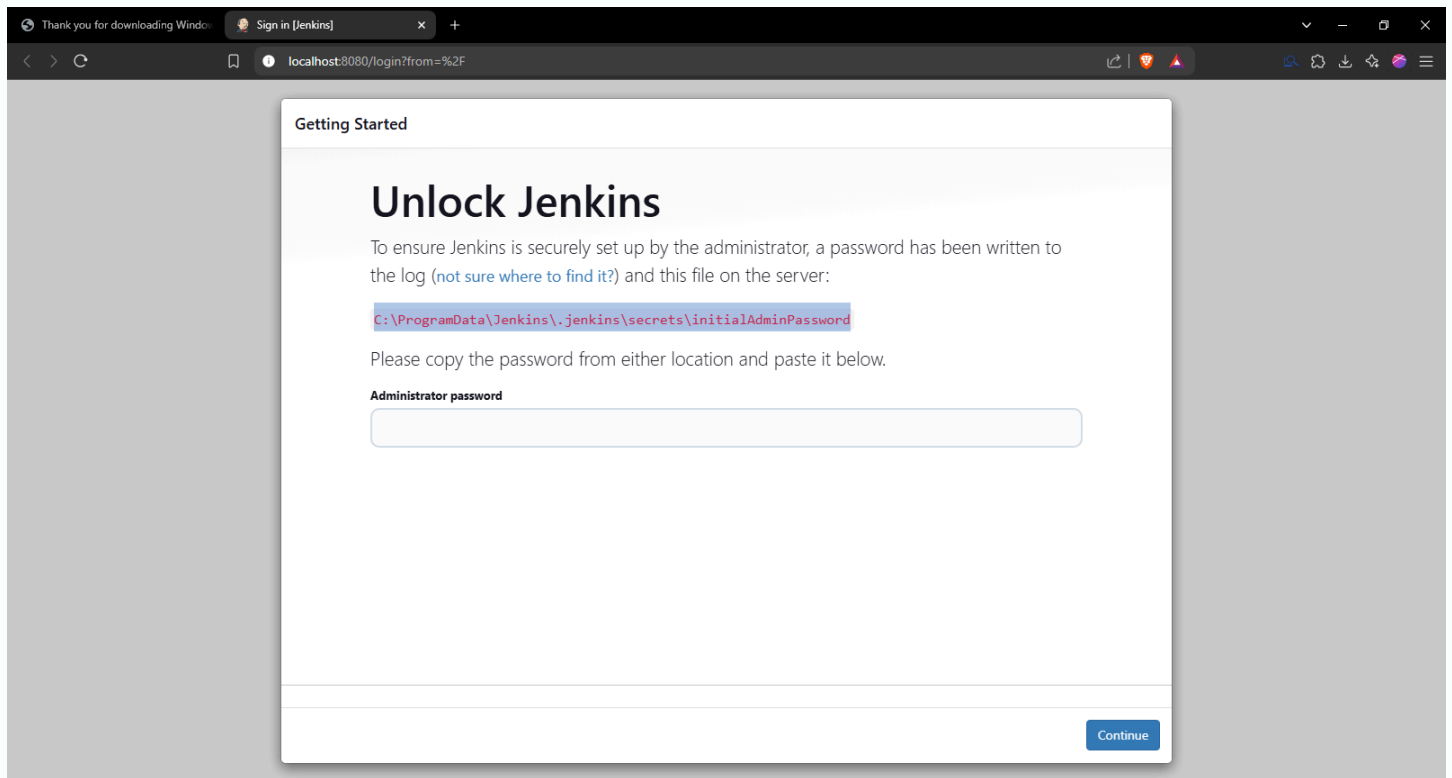 Thank you for downloading Window
Sign in [Jenkins]
localhost:8080/login?from=%2F
Getting Started
Unlock Jenkins
To ensure Jenkins is securely set up by the administrator, a password has been written to
the log (not sure where to find it?) and this file on the server:
C:\ProgramData\Jenkins\.jenkins\secrets\initialAdminPassword
Please copy the password from either location and paste it below.
Administrator password
Continue